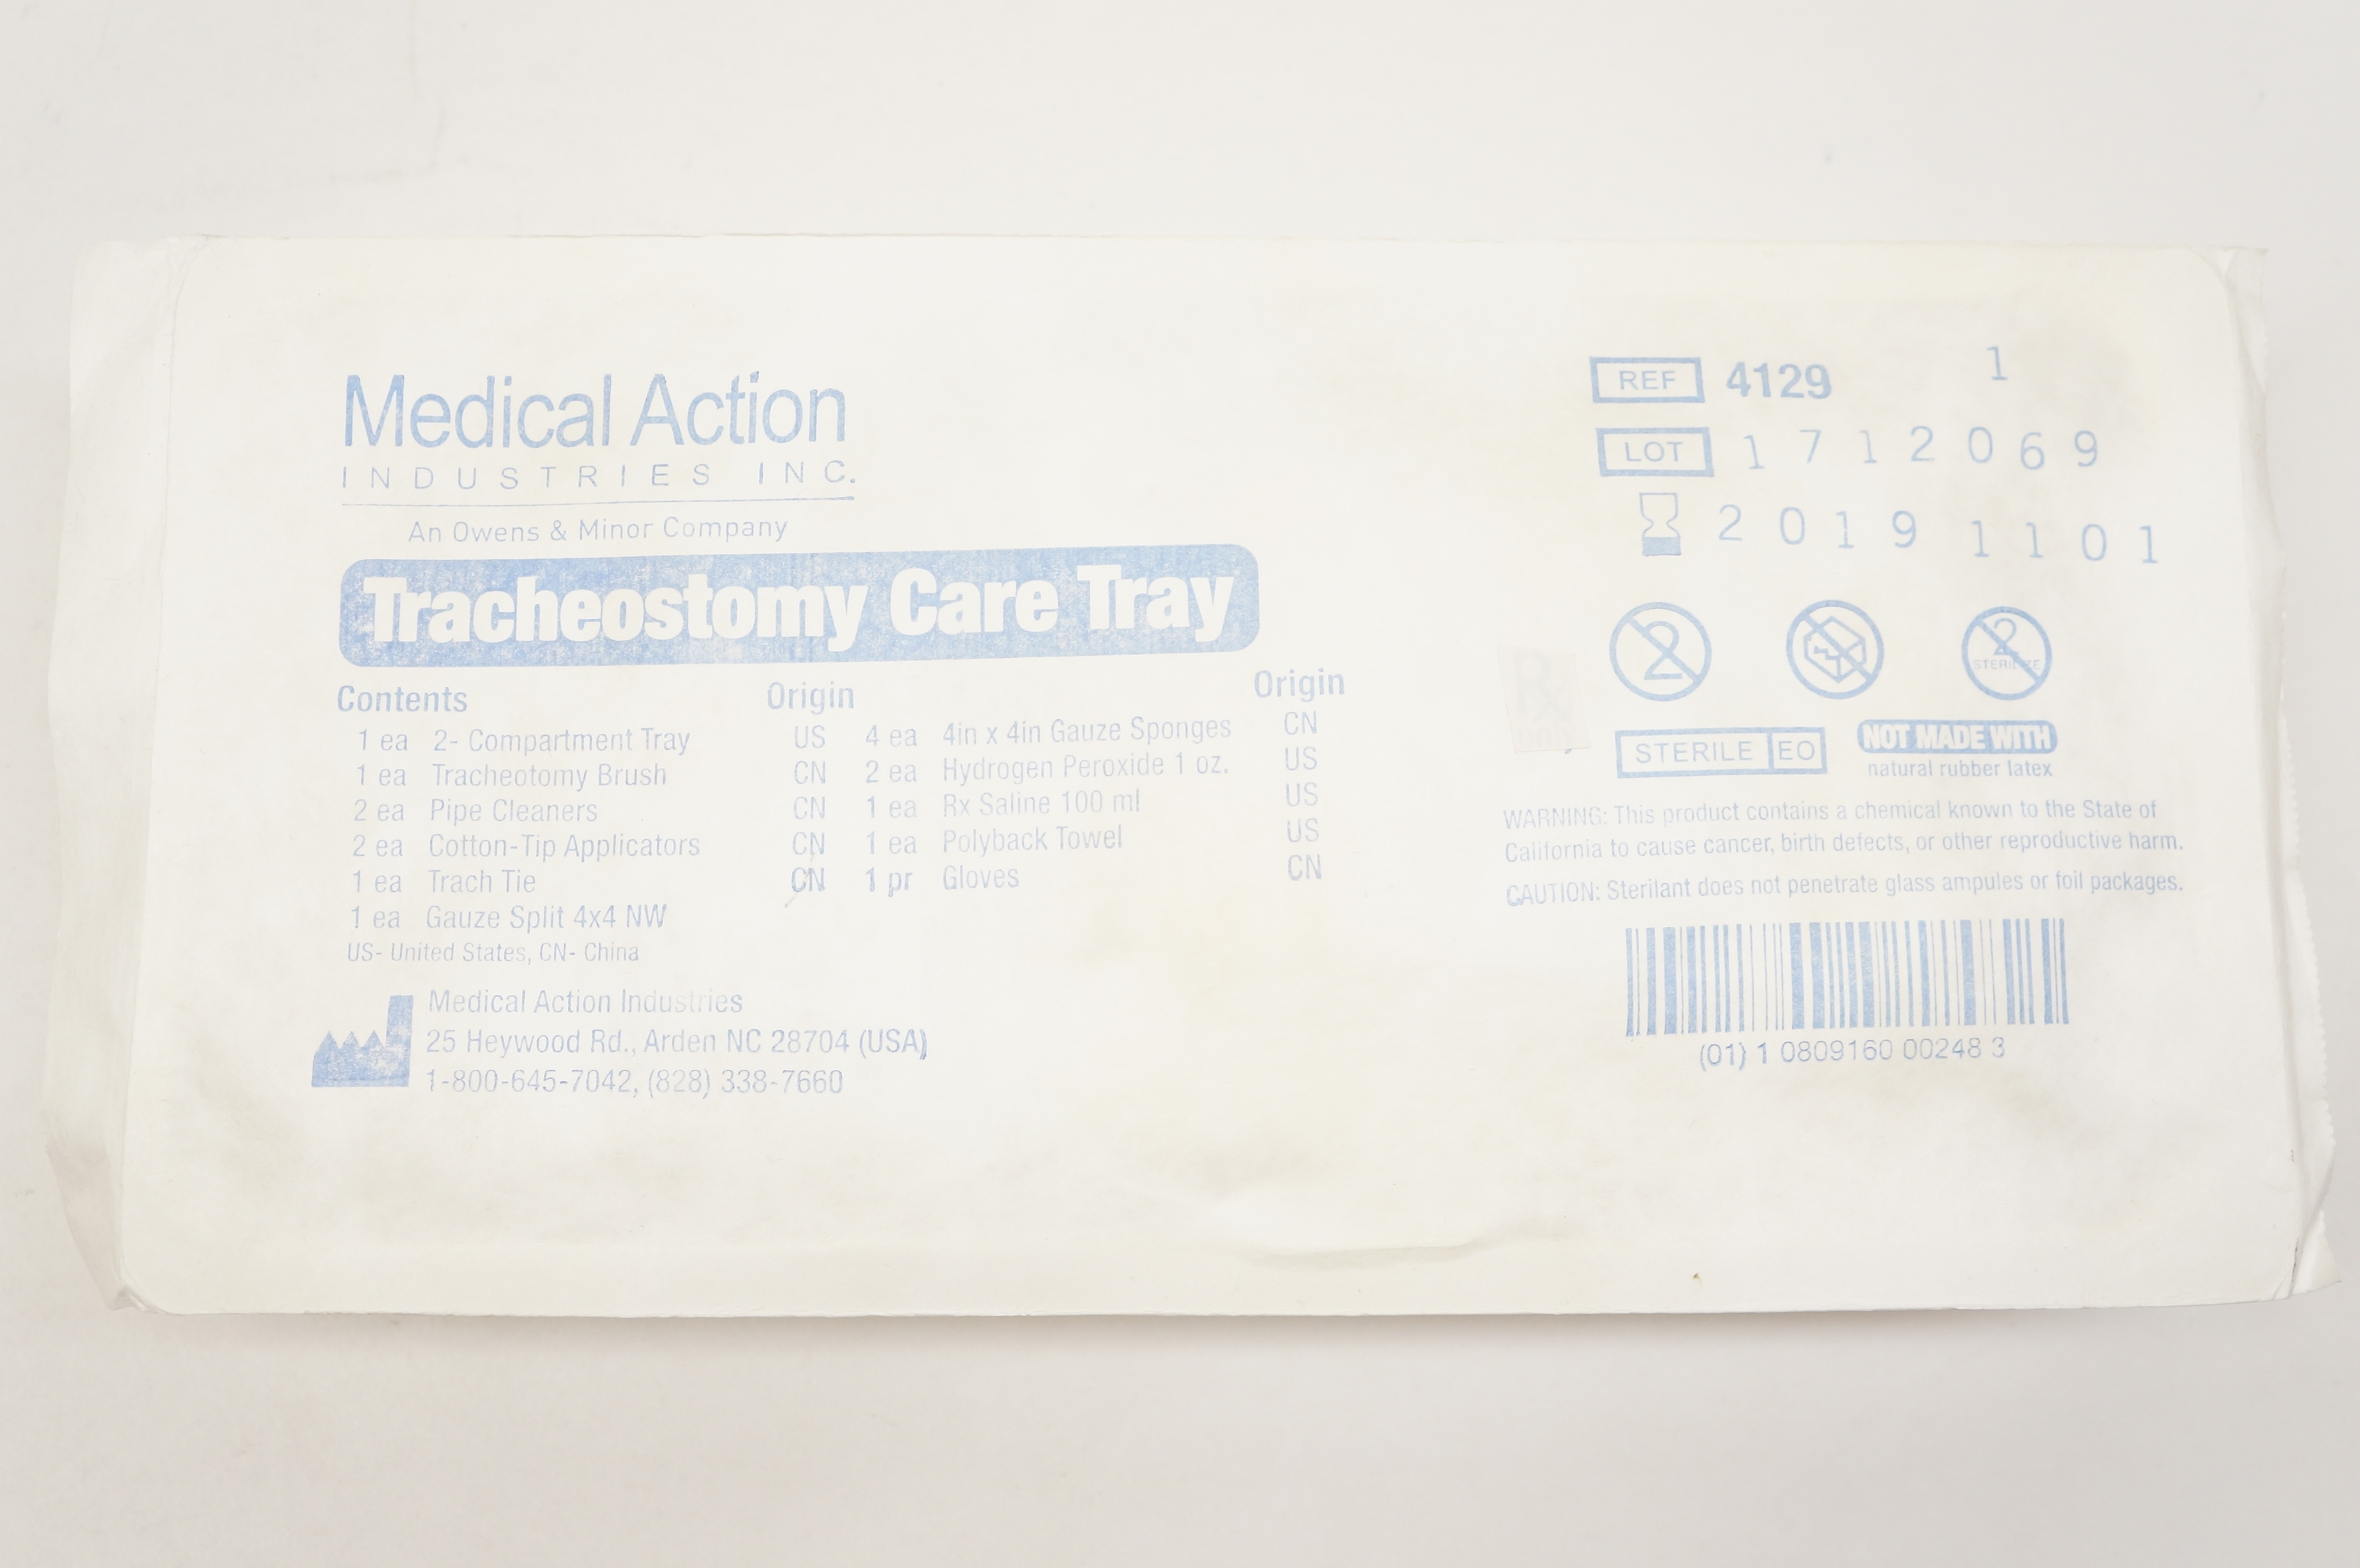 Medical Action
INDUSTRIES INC.
An Owens & Minor Company
Tracheostomy Care Tray
Contents Origin Origin
1 ea 2- Compartment Tray US 4 ea 4in x 4in Gauze Sponges CN
1 ea Tracheotomy Brush CN 2 ea Hydrogen Peroxide 1 oz. US
2 ea Pipe Cleaners CN 1 ea Rx Saline 100 ml US
2 ea Cotton-Tip Applicators CN 1 ea Polyback Towel US
1 ea Trach Tie CN 1 pr Gloves CN
1 ea Gauze Split 4x4 NW
US- United States, CN- China
Medical Action Industries
25 Heywood Rd., Arden NC 28704 (USA)
1-800-645-7042, (828) 338-7660
REF 4129 1
LOT 1712069
2019 1101
2 2
STERILIZE
Rx
STERILE EO NOT MADE WITH
natural rubber latex
WARNING: This product contains a chemical known to the State of
California to cause cancer, birth defects, or other reproductive harm.
CAUTION: Sterilant does not penetrate glass ampules or foil packages.
(01) 1 0809160 00248 3